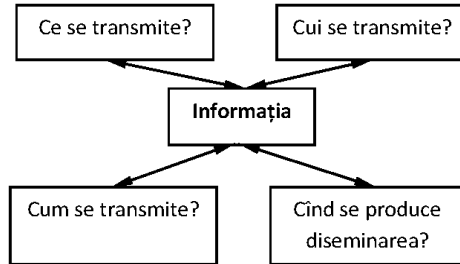 Ce se transmite?
Cui se transmite?
Informația
Cum se transmite?
Cînd se produce
diseminarea?